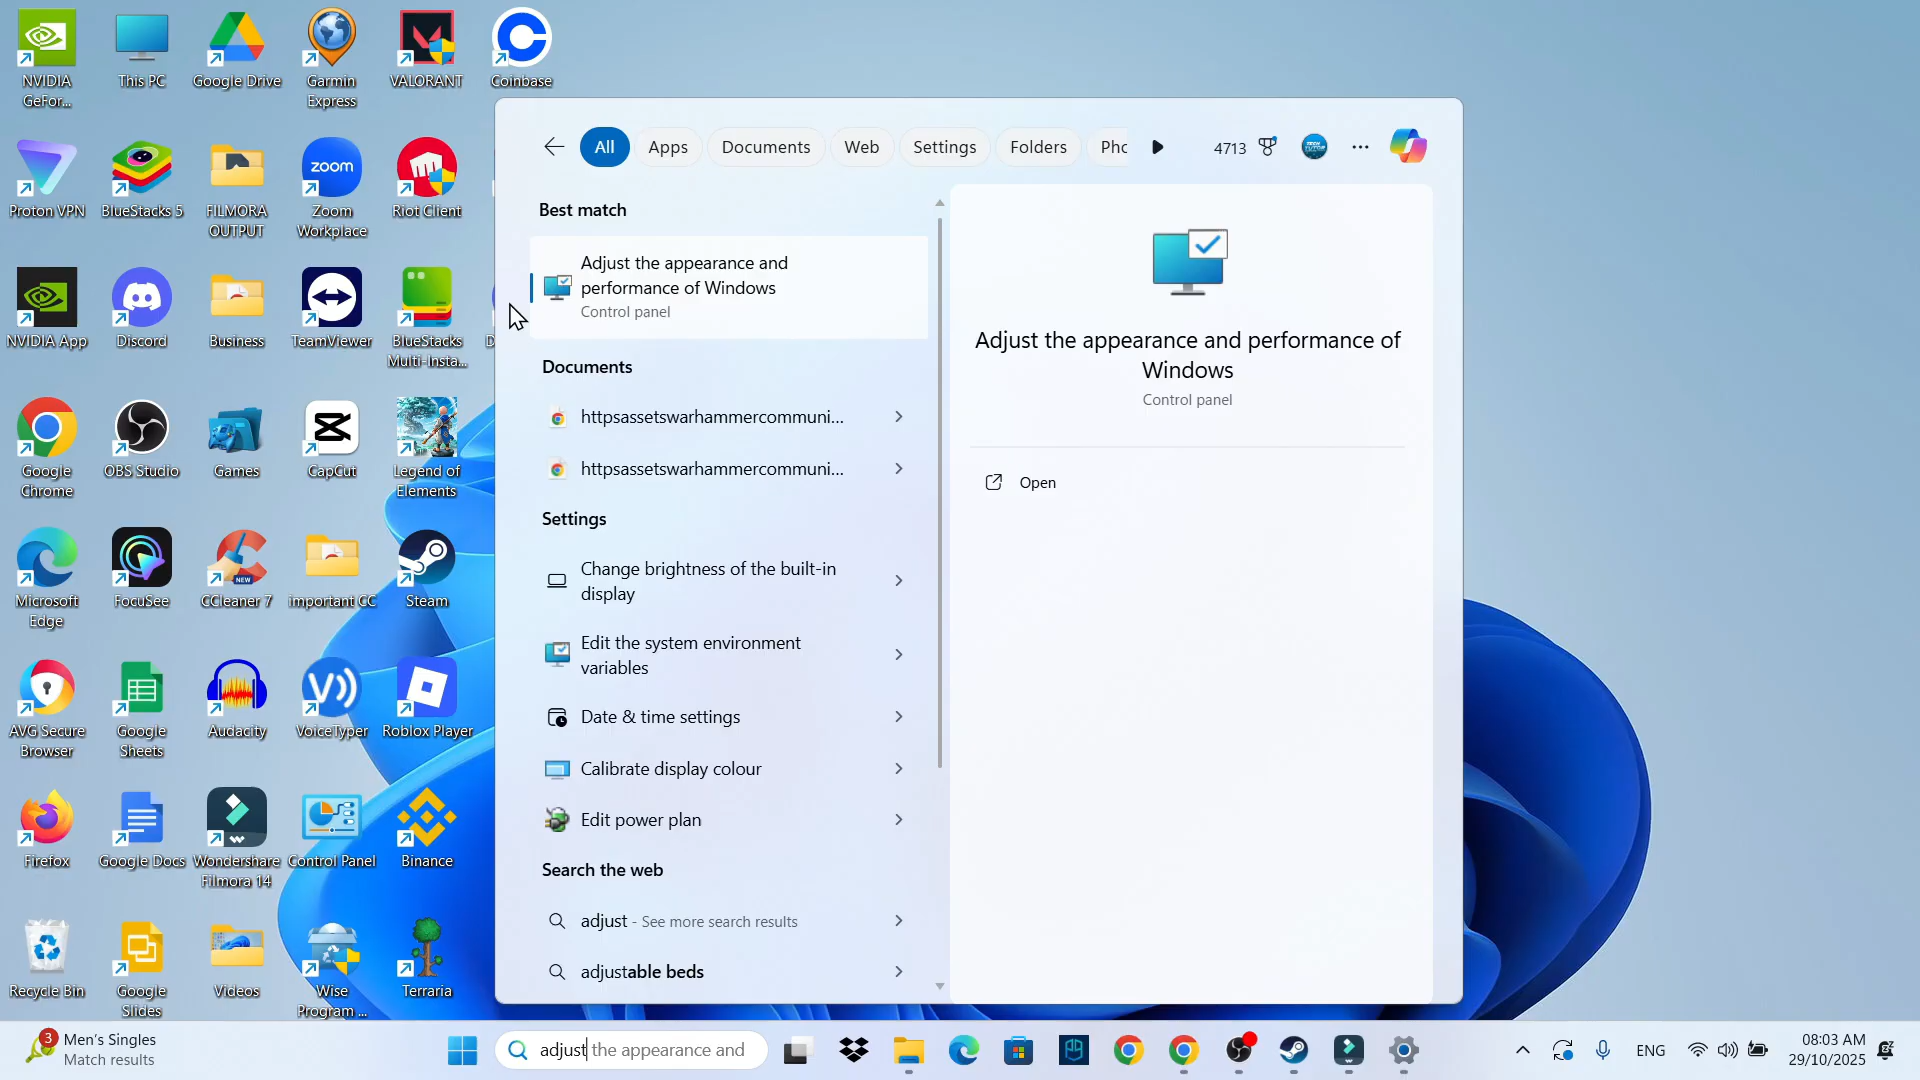 NVIDIA
GeFor...
This PC
Google Drive
Garmin
Express
VALORANT
Coinbase
Proton VPN
BlueStacks 5
FILMORA
OUTPUT
zoom
Zoom
Workplace
Riot Client
NVIDIA App
Discord
Business
TeamViewer
BlueStacks
Multi-Insta...
Google
Chrome
OBS Studio
Games
CapCut
Legend of
Elements
Microsoft
Edge
FocuSee
NEW
CCleaner 7
important CC
Steam
AVG Secure
Browser
Google
Sheets
Audacity
VoiceTyper
Roblox Player
Firefox
Google Docs
Wondershare
Filmora 14
Control Panel
Binance
Recycle Bin
Google
Slides
Videos
Wise
Program ...
Terraria
All
Apps
Documents
Web
Settings
Folders
Phc
4713
Best match
Adjust the appearance and
performance of Windows
Control panel
Documents
httpsassetswarhammercommuni...
httpsassetswarhammercommuni...
Settings
Change brightness of the built-in
display
Edit the system environment
variables
Date & time settings
Calibrate display colour
Edit power plan
Search the web
adjust - See more search results
adjustable beds
Adjust the appearance and performance of
Windows
Control panel
Open
3
Men's Singles
Match results
adjust the appearance and
ENG
08:03 AM
29/10/2025